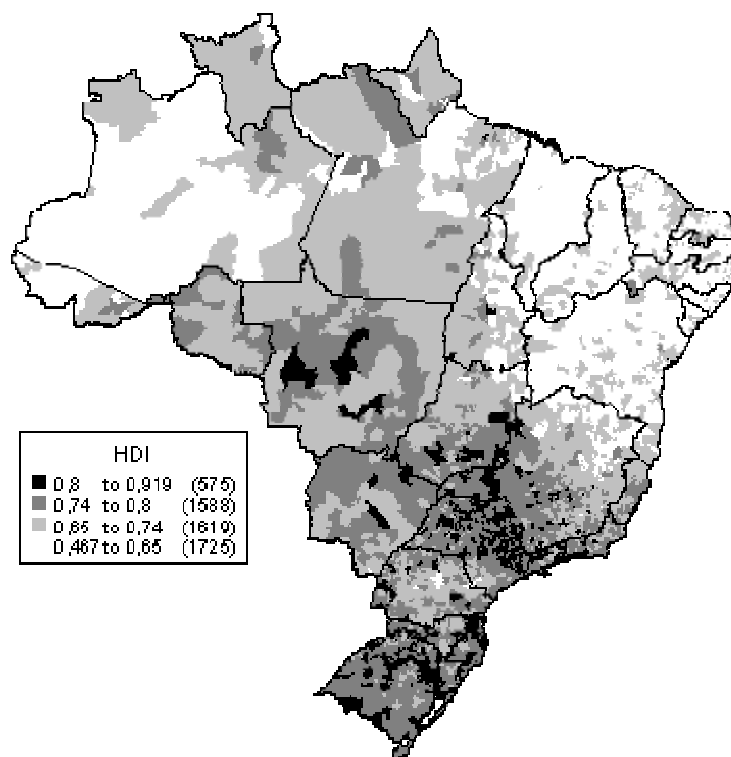 HDI
0,8 to 0,919 (575)
0,74 to 0,8 (1588)
0,65 to 0,74 (1619)
0,467 to 0,65 (1725)